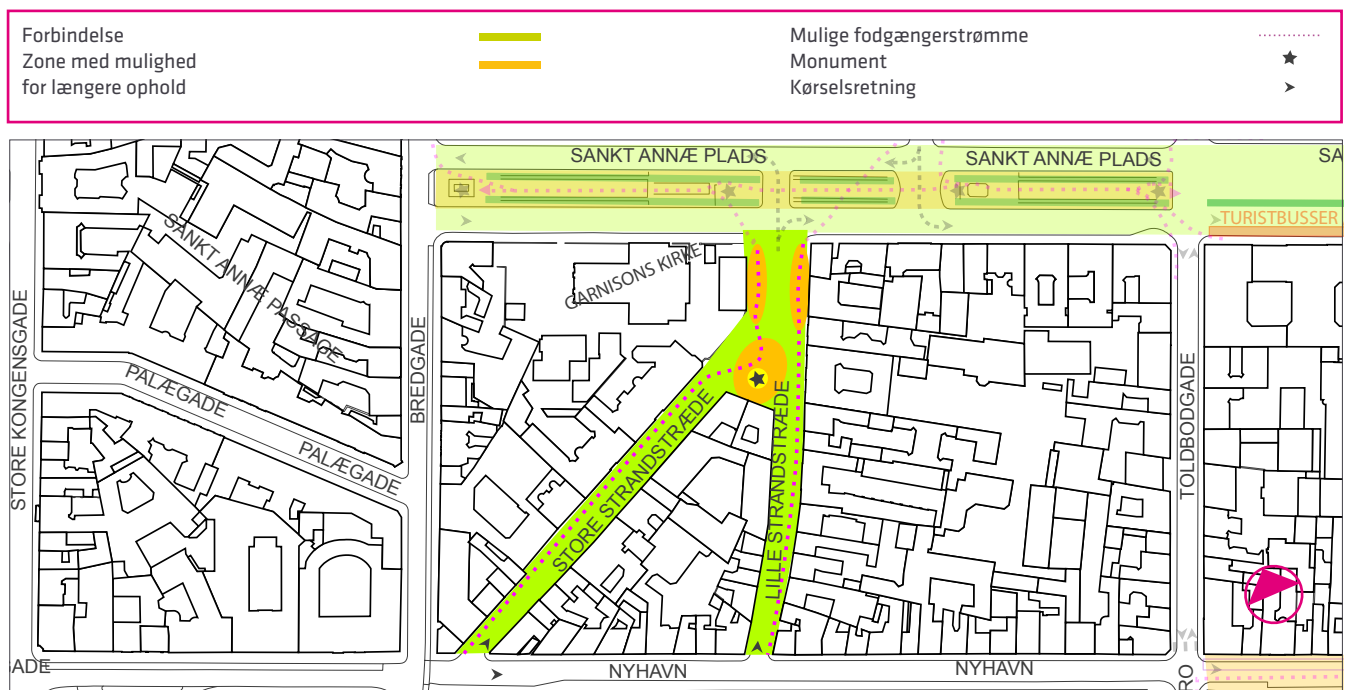 Forbindelse
Zone med mulighed
for længere ophold
Mulige fodgængerstrømme
Monument
Kørselsretning
SANKT ANNÆ PLADS
SANKT ANNÆ PLADS
SA
TURISTBUSSER
SANKT ANNÆ PASSAGE
GARNISONS KIRKE
STORE KONGENSGADE
BREDGADE
PALÆGADE
PALÆGADE
STORE STRANDSTRÆDE
LILLE STRANDSTRÆDE
TOLDBODGADE
NYHAVN
NYHAVN
GADE
RO